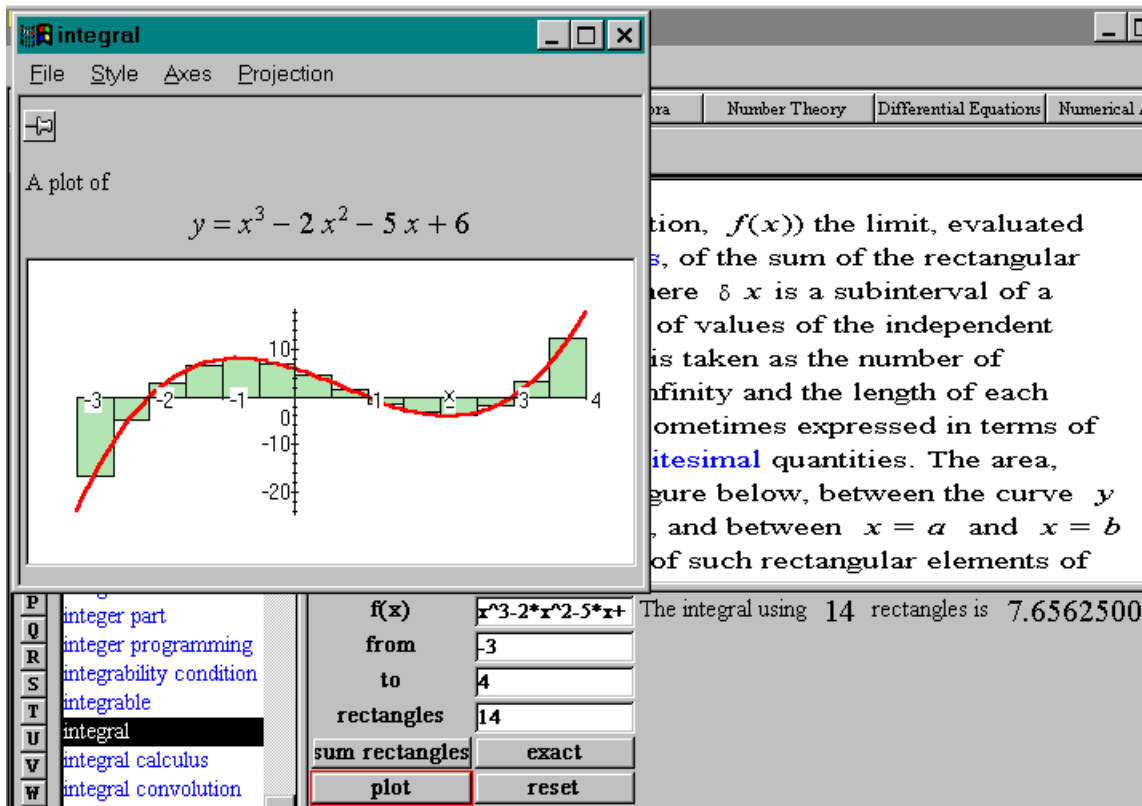 integral
File Style Axes Projection
A plot of
y = x³ − 2 x² − 5 x + 6
10
0
-10
-20
-3 -2 -1 1 x 3 4
Number Theory Differential Equations Numerical
tion, f(x)) the limit, evaluated
s, of the sum of the rectangular
here δ x is a subinterval of a
of values of the independent
is taken as the number of
nfinity and the length of each
ometimes expressed in terms of
itesimal quantities. The area,
gure below, between the curve y
, and between x = a and x = b
of such rectangular elements of
P
Q
R
S
T
U
V
W
integer part
integer programming
integrability condition
integrable
integral
integral calculus
integral convolution
f(x) x^3-2*x^2-5*x+
from -3
to 4
rectangles 14
sum rectangles exact
plot reset
The integral using 14 rectangles is 7.6562500